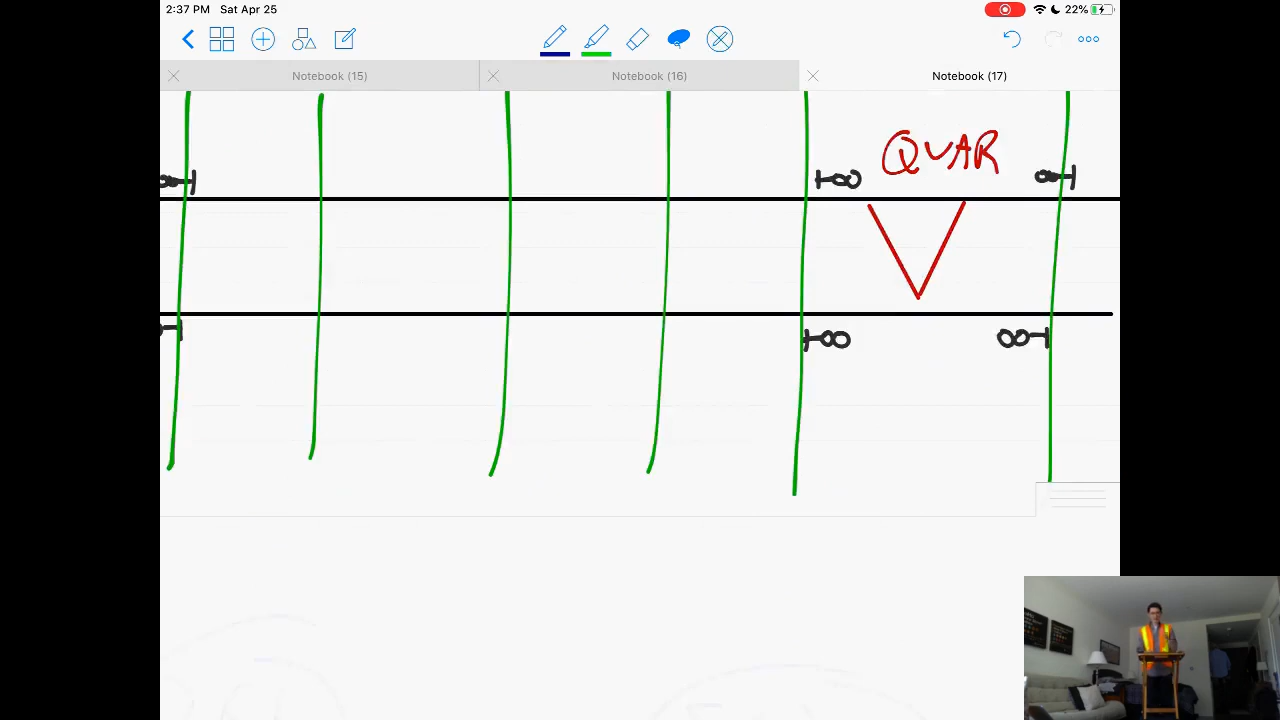 2:37 PM Sat Apr 25
22%
Notebook (15)
Notebook (16)
Notebook (17)
QUAR
V